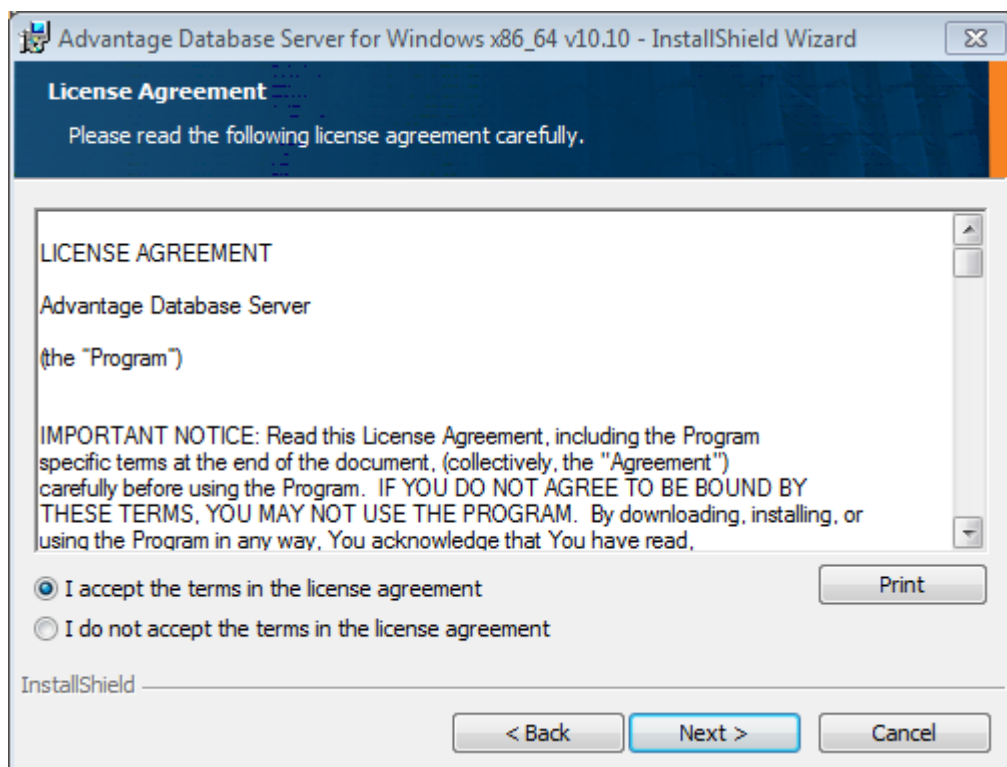 Advantage Database Server for Windows x86_64 v10.10 - InstallShield Wizard
License Agreement
Please read the following license agreement carefully.
LICENSE AGREEMENT
Advantage Database Server
(the "Program")
IMPORTANT NOTICE: Read this License Agreement, including the Program
specific terms at the end of the document, (collectively, the "Agreement")
carefully before using the Program.  IF YOU DO NOT AGREE TO BE BOUND BY
THESE TERMS, YOU MAY NOT USE THE PROGRAM.  By downloading, installing, or
using the Program in any way, You acknowledge that You have read,
I accept the terms in the license agreement
Print
I do not accept the terms in the license agreement
InstallShield
< Back
Next >
Cancel